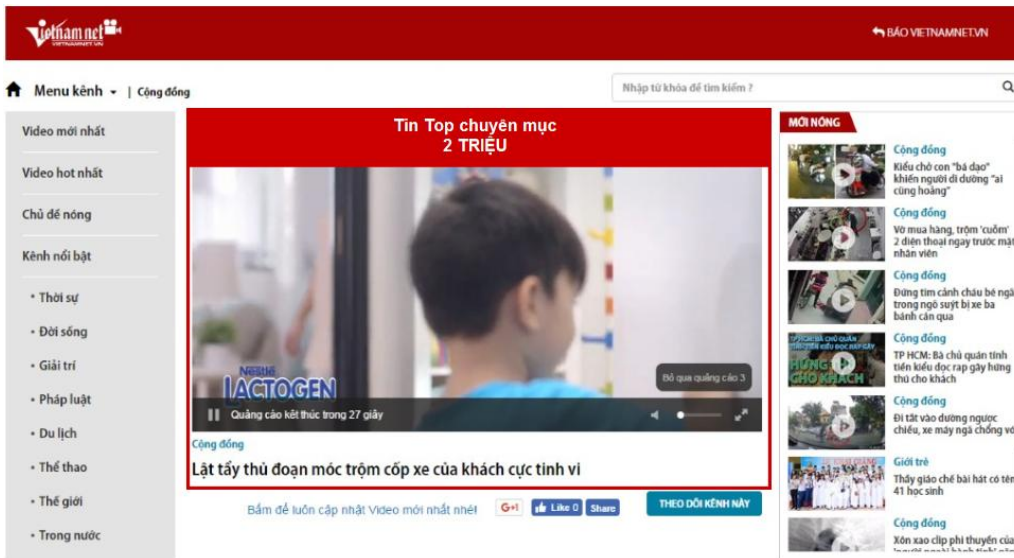 Vietnam net
VIETNAMNET.VN
BÁO VIETNAMNET.VN
Menu kênh | Cộng đồng
Nhập từ khóa để tìm kiếm ?
Video mới nhất
Video hot nhất
Chủ đề nóng
Kênh nổi bật
• Thời sự
• Đời sống
• Giải trí
• Pháp luật
• Du lịch
• Thể thao
• Thế giới
• Trong nước
Tin Top chuyên mục
2 TRIỆU
Nestlé
LACTOGEN
Bỏ qua quảng cáo 3
Quảng cáo kết thúc trong 27 giây
Cộng đồng
Lật tẩy thủ đoạn móc trộm cốp xe của khách cực tinh vi
Bấm để luôn cập nhật Video mới nhất nhé!
G+1 Like 0 Share
THEO DÕI KÊNH NÀY
MỚI NÓNG
Cộng đồng
Kiểu chở con "bá đạo"
khiến người đi đường "ai
cũng hoảng"
Cộng đồng
Vờ mua hàng, trộm 'cuỗm'
2 điện thoại ngay trước mặt
nhân viên
Cộng đồng
Đứng tim cảnh cháu bé ngã
trong ngõ suýt bị xe ba
bánh cán qua
Cộng đồng
TP HCM: Bà chủ quán tính
tiền kiểu đọc rap gây hứng
thú cho khách
Cộng đồng
Đi tắt vào đường ngược
chiều, xe máy ngã chổng vó
Giới trẻ
Thầy giáo chế bài hát có tên
41 học sinh
Cộng đồng
Xôn xao clip phi thuyền của